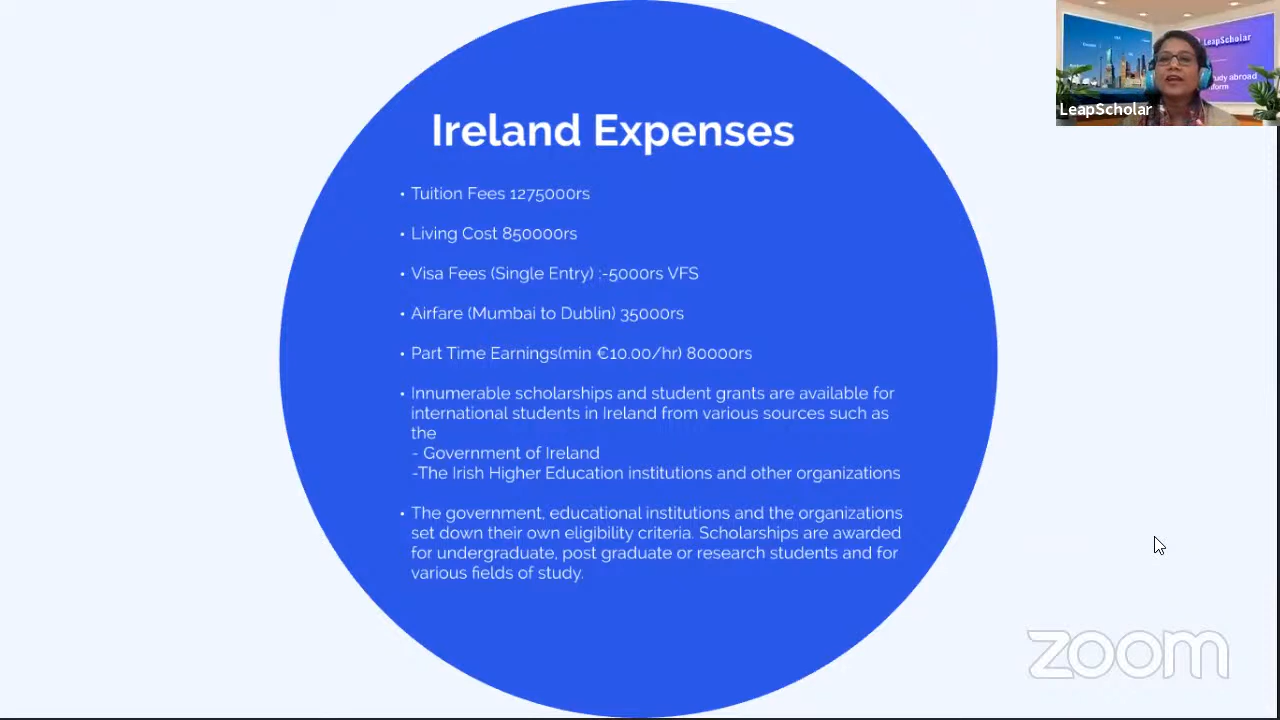 Ireland Expenses
• Tuition Fees 1275000rs
• Living Cost 850000rs
• Visa Fees (Single Entry) :-5000rs VFS
• Airfare (Mumbai to Dublin) 35000rs
• Part Time Earnings(min €10.00/hr) 80000rs
• Innumerable scholarships and student grants are available for
international students in Ireland from various sources such as
the
- Government of Ireland
-The Irish Higher Education institutions and other organizations
• The government, educational institutions and the organizations
set down their own eligibility criteria. Scholarships are awarded
for undergraduate, post graduate or research students and for
various fields of study.
LeapScholar
abroad
LeapScholar
zoom